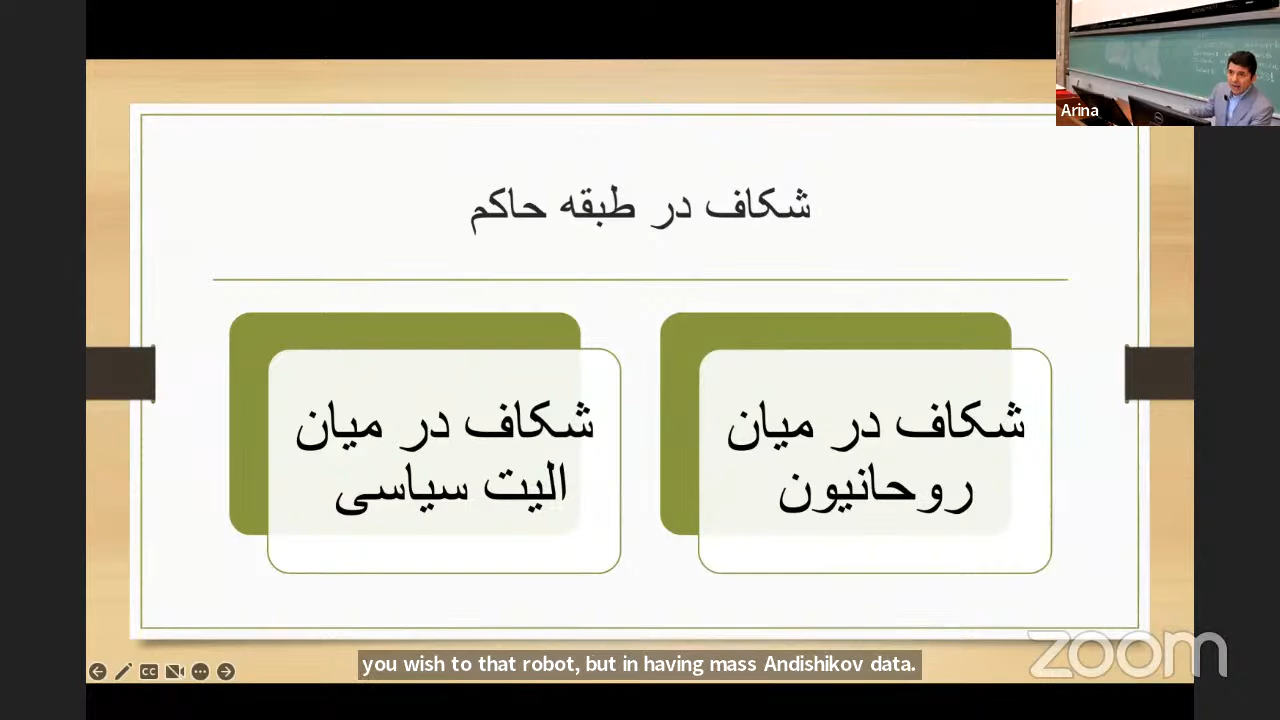 Arina
شکاف در طبقه حاکم
شکاف در میان
روحانیون
شکاف در میان
الیت سیاسی
CC
you wish to that robot, but in having mass Andishikov data.
zoom